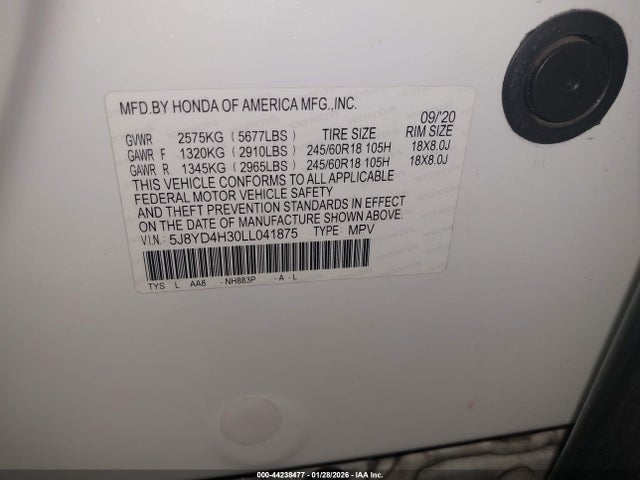 MFD.BY HONDA OF AMERICA MFG.,INC.
09/'20
GVWR 2575KG (5677LBS) TIRE SIZE RIM SIZE
GAWR F 1320KG (2910LBS) 245/60R18 105H 18X8.0J
GAWR R 1345KG (2965LBS) 245/60R18 105H 18X8.0J
THIS VEHICLE CONFORMS TO ALL APPLICABLE
FEDERAL MOTOR VEHICLE SAFETY
AND THEFT PREVENTION STANDARDS IN EFFECT
ON THE DATE OF MANUFACTURE SHOWN ABOVE.
V.I.N: 5J8YD4H30LL041875 TYPE: MPV
TYS L AA8 -NH883P -A -L
000-44238477 | 01/28/2026 | IAA Inc.